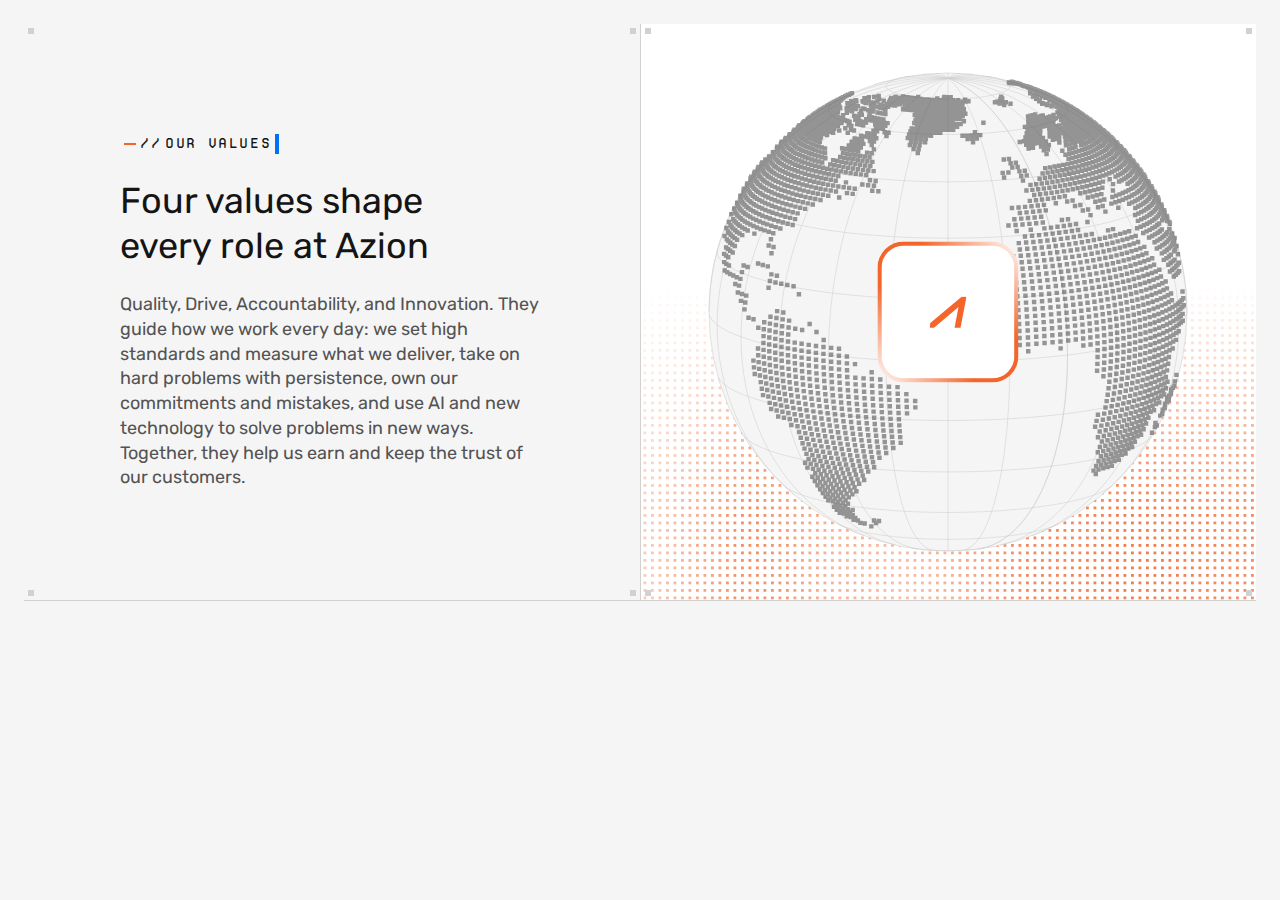 // OUR VALUES
Four values shape
every role at Azion
Quality, Drive, Accountability, and Innovation. They
guide how we work every day: we set high
standards and measure what we deliver, take on
hard problems with persistence, own our
commitments and mistakes, and use AI and new
technology to solve problems in new ways.
Together, they help us earn and keep the trust of
our customers.